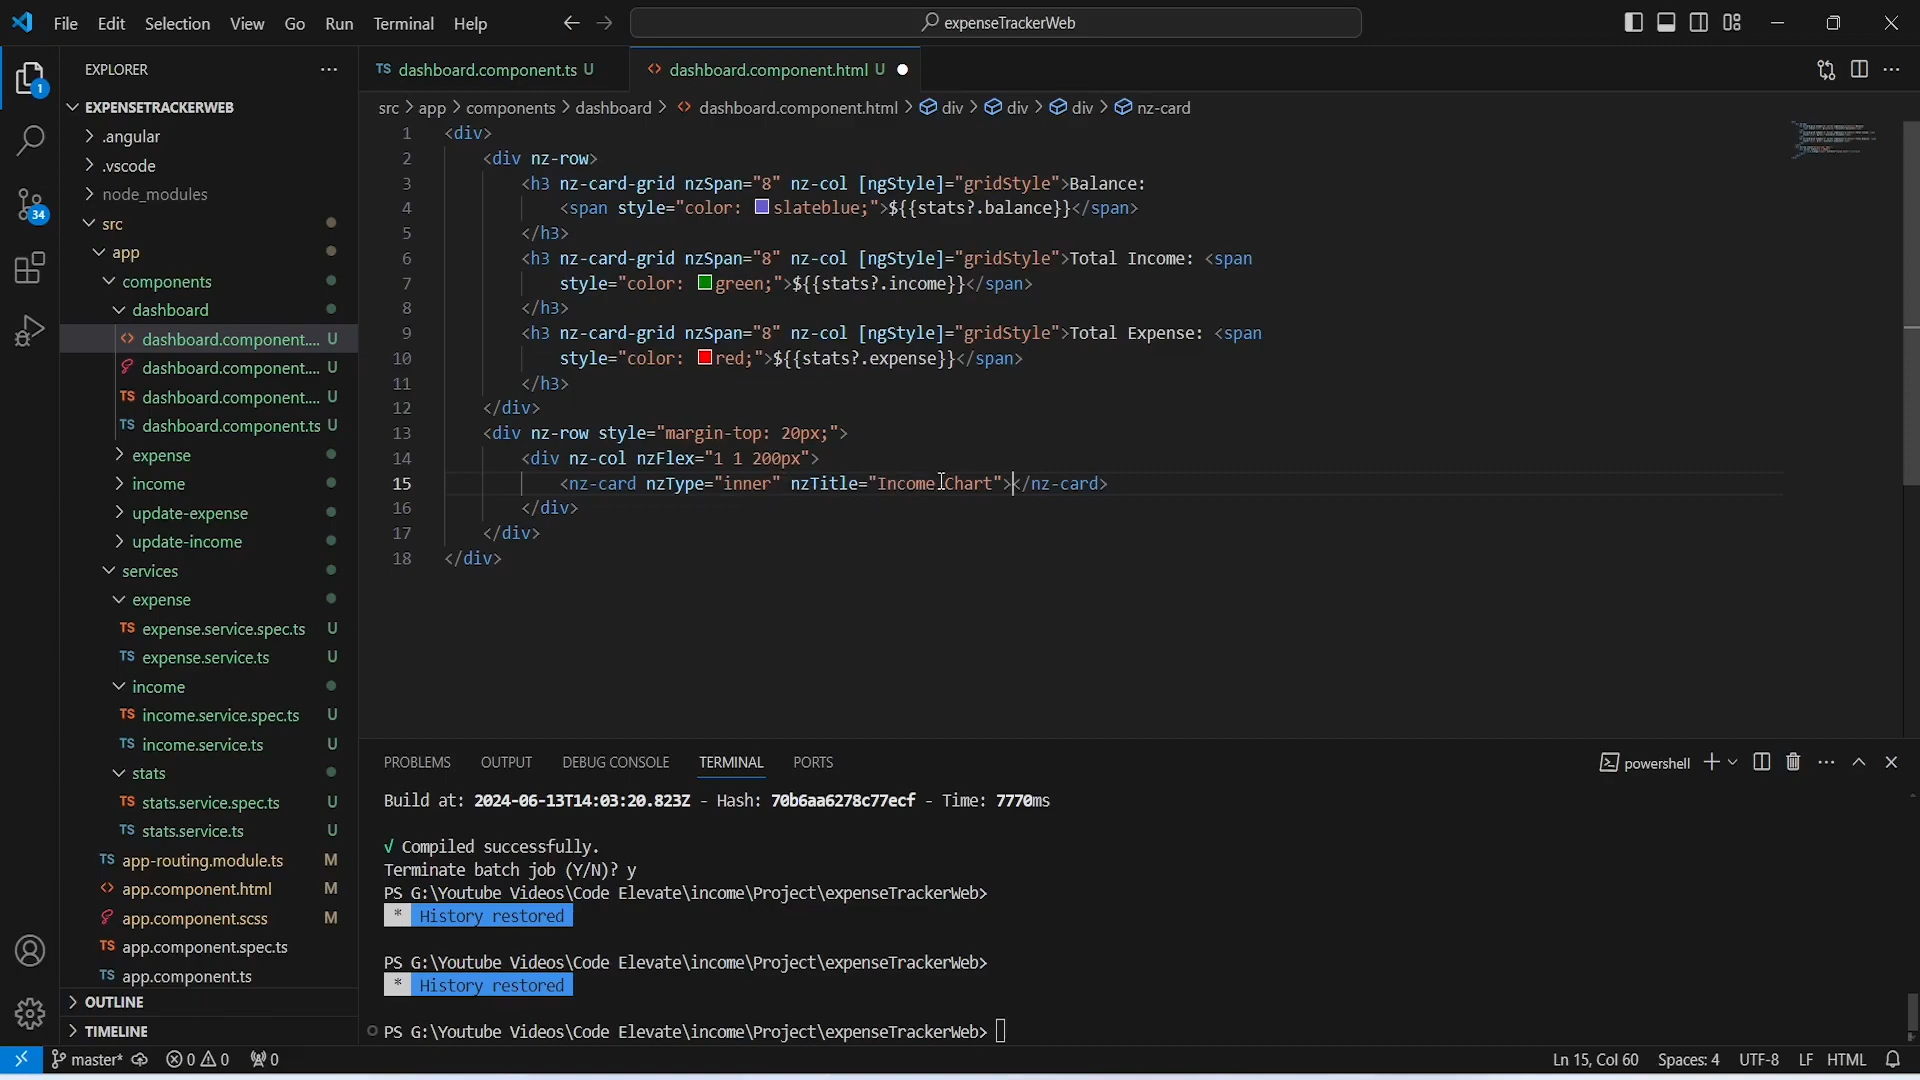 File Edit Selection View Go Run Terminal Help
expenseTrackerWeb
EXPLORER
dashboard.component.ts U
dashboard.component.html U
src > app > components > dashboard > dashboard.component.html > div > div > div > nz-card
EXPENSETRACKERWEB
.angular
.vscode
node_modules
src
app
components
dashboard
dashboard.component.... U
dashboard.component.... U
TS dashboard.component.... U
TS dashboard.component.ts U
expense
income
update-expense
update-income
services
expense
TS expense.service.spec.ts U
TS expense.service.ts U
income
TS income.service.spec.ts U
TS income.service.ts U
stats
TS stats.service.spec.ts U
TS stats.service.ts U
TS app-routing.module.ts M
app.component.html M
app.component.scss M
TS app.component.spec.ts
TS app.component.ts
OUTLINE
TIMELINE
1 <div>
2 <div nz-row>
3 <h3 nz-card-grid nzSpan="8" nz-col [ngStyle]="gridStyle">Balance:
4 <span style="color: slateblue;">${{stats?.balance}}</span>
5 </h3>
6 <h3 nz-card-grid nzSpan="8" nz-col [ngStyle]="gridStyle">Total Income: <span
7 style="color: green;">${{stats?.income}}</span>
8 </h3>
9 <h3 nz-card-grid nzSpan="8" nz-col [ngStyle]="gridStyle">Total Expense: <span
10 style="color: red;">${{stats?.expense}}</span>
11 </h3>
12 </div>
13 <div nz-row style="margin-top: 20px;">
14 <div nz-col nzFlex="1 1 200px">
15 <nz-card nzType="inner" nzTitle="Income Chart"></nz-card>
16 </div>
17 </div>
18 </div>
PROBLEMS OUTPUT DEBUG CONSOLE TERMINAL PORTS
powershell
Build at: 2024-06-13T14:03:20.823Z - Hash: 70b6aa6278c77ecf - Time: 7770ms
√ Compiled successfully.
Terminate batch job (Y/N)? y
PS G:\Youtube Videos\Code Elevate\income\Project\expenseTrackerWeb>
* History restored
PS G:\Youtube Videos\Code Elevate\income\Project\expenseTrackerWeb>
* History restored
PS G:\Youtube Videos\Code Elevate\income\Project\expenseTrackerWeb>
master* 0 0 0
Ln 15, Col 60 Spaces: 4 UTF-8 LF HTML
1
34